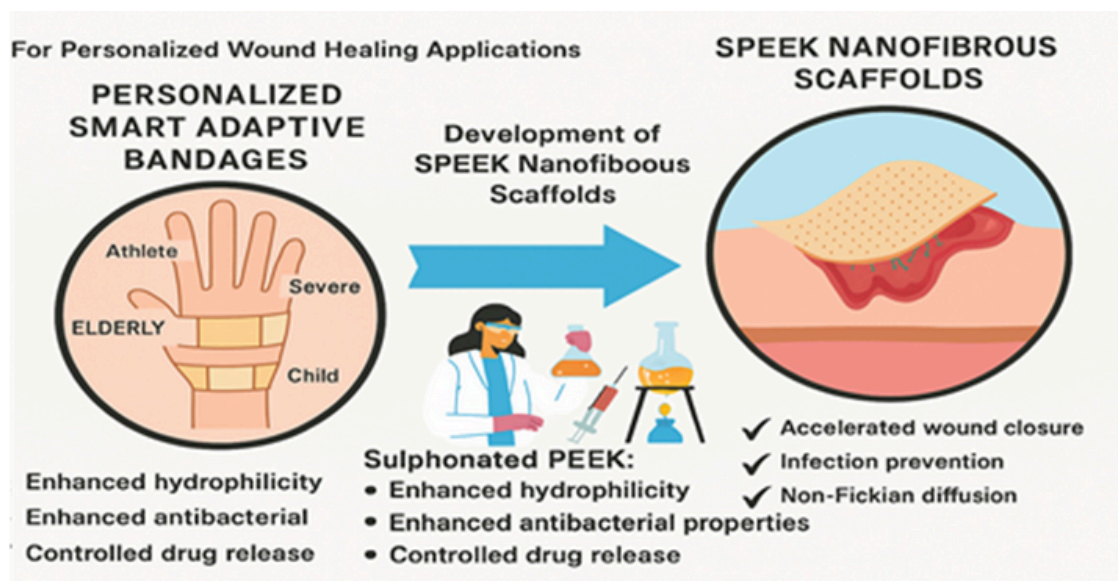 For Personalized Wound Healing Applications
PERSONALIZED
SMART ADAPTIVE
BANDAGES
Athlete
Severe
ELDERLY
Child
Enhanced hydrophilicity
Enhanced antibacterial
Controlled drug release
Development of
SPEEK Nanofiboous
Scaffolds
Sulphonated PEEK:
• Enhanced hydrophilicity
• Enhanced antibacterial properties
• Controlled drug release
SPEEK NANOFIBROUS
SCAFFOLDS
✓ Accelerated wound closure
✓ Infection prevention
✓ Non-Fickian diffusion